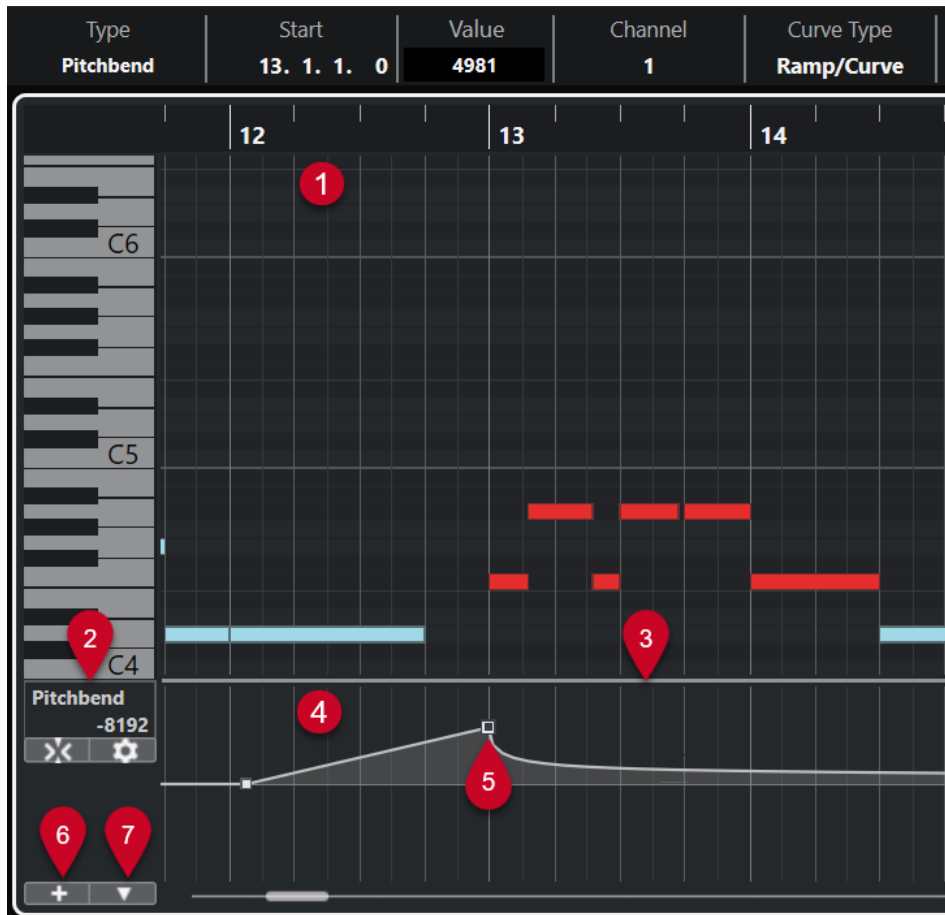 Type Start Value Channel Curve Type
Pitchbend 13. 1. 1. 0 4981 1 Ramp/Curve
12 13 14
1
C6
C5
2 3
C4
Pitchbend
-8192
4
5
6 7